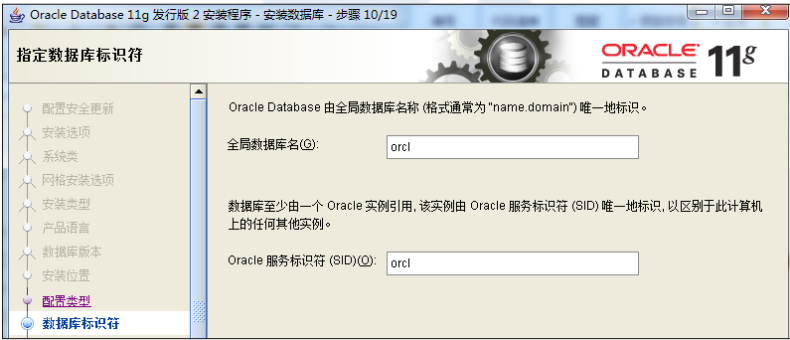 Oracle Database 11g 发行版 2 安装程序 - 安装数据库 - 步骤 10/19
指定数据库标识符
ORACLE 11g
DATABASE
配置安全更新
安装选项
系统类
网格安装选项
安装类型
产品语言
数据库版本
安装位置
配置类型
数据库标识符
Oracle Database 由全局数据库名称 (格式通常为 "name.domain") 唯一地标识。
全局数据库名(G): orcl
数据库至少由一个 Oracle 实例引用, 该实例由 Oracle 服务标识符 (SID) 唯一地标识, 以区别于此计算机
上的任何其他实例。
Oracle 服务标识符 (SID)(O): orcl